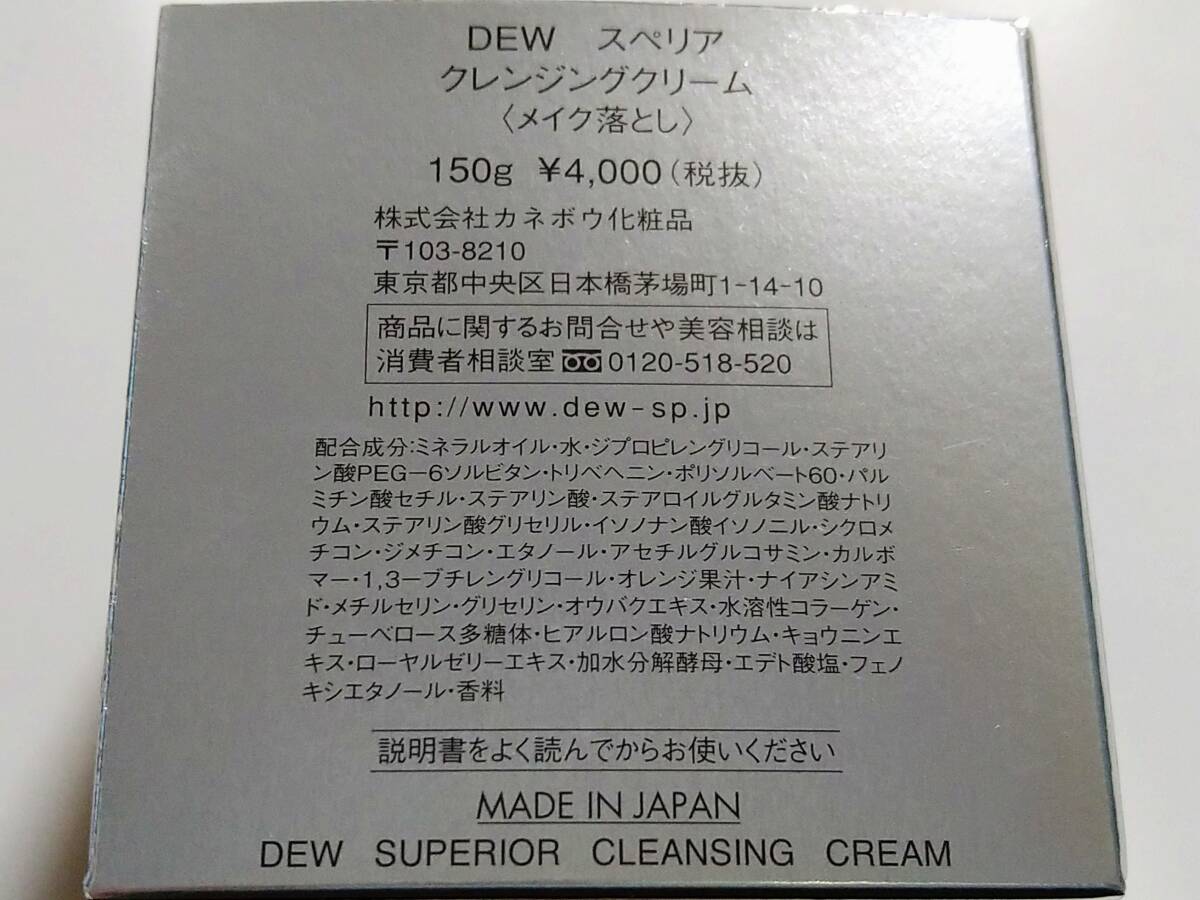 DEW スペリア
クレンジングクリーム
〈メイク落とし〉
150g ¥4,000(税抜)
株式会社カネボウ化粧品
〒103-8210
東京都中央区日本橋茅場町1-14-10
商品に関するお問合せや美容相談は
消費者相談室 0120-518-520
http://www.dew-sp.jp
配合成分:ミネラルオイル・水・ジプロピレングリコール・ステアリ
ン酸PEG-6ソルビタン・トリベヘニン・ポリソルベート60・パル
ミチン酸セチル・ステアリン酸・ステアロイルグルタミン酸ナトリ
ウム・ステアリン酸グリセリル・イソノナン酸イソノニル・シクロメ
チコン・ジメチコン・エタノール・アセチルグルコサミン・カルボ
マー・1,3-ブチレングリコール・オレンジ果汁・ナイアシンアミ
ド・メチルセリン・グリセリン・オウバクエキス・水溶性コラーゲン・
チューベロース多糖体・ヒアルロン酸ナトリウム・キョウニンエ
キス・ローヤルゼリーエキス・加水分解酵母・エデト酸塩・フェノ
キシエタノール・香料
説明書をよく読んでからお使いください
MADE IN JAPAN
DEW SUPERIOR CLEANSING CREAM